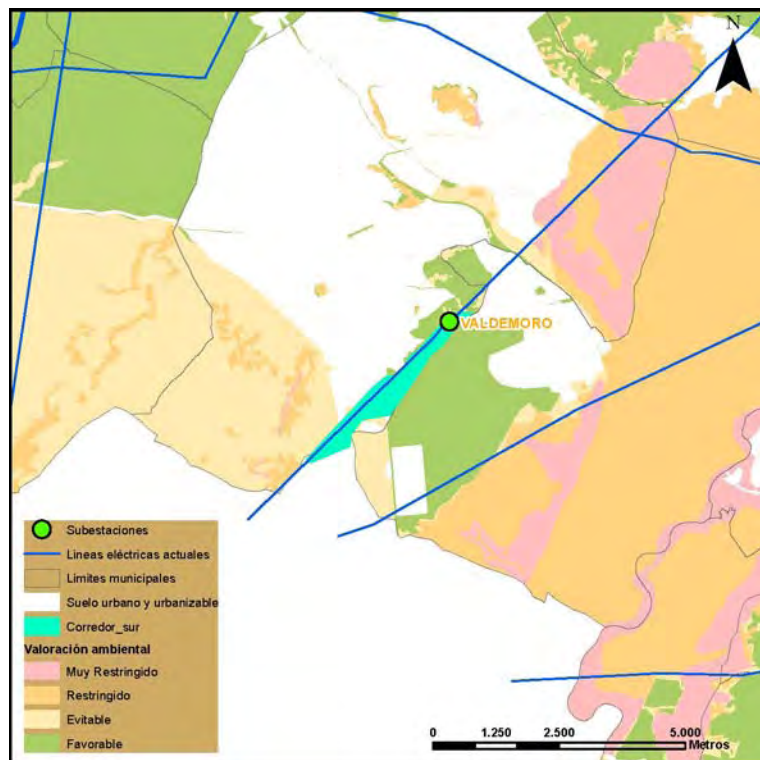 N
VALDEMORO
Subestaciones
Lineas eléctricas actuales
Limites municipales
Suelo urbano y urbanizable
Corredor_sur
Valoración ambiental
Muy Restringido
Restringido
Evitable
Favorable
0 1.250 2.500 5.000
Metros